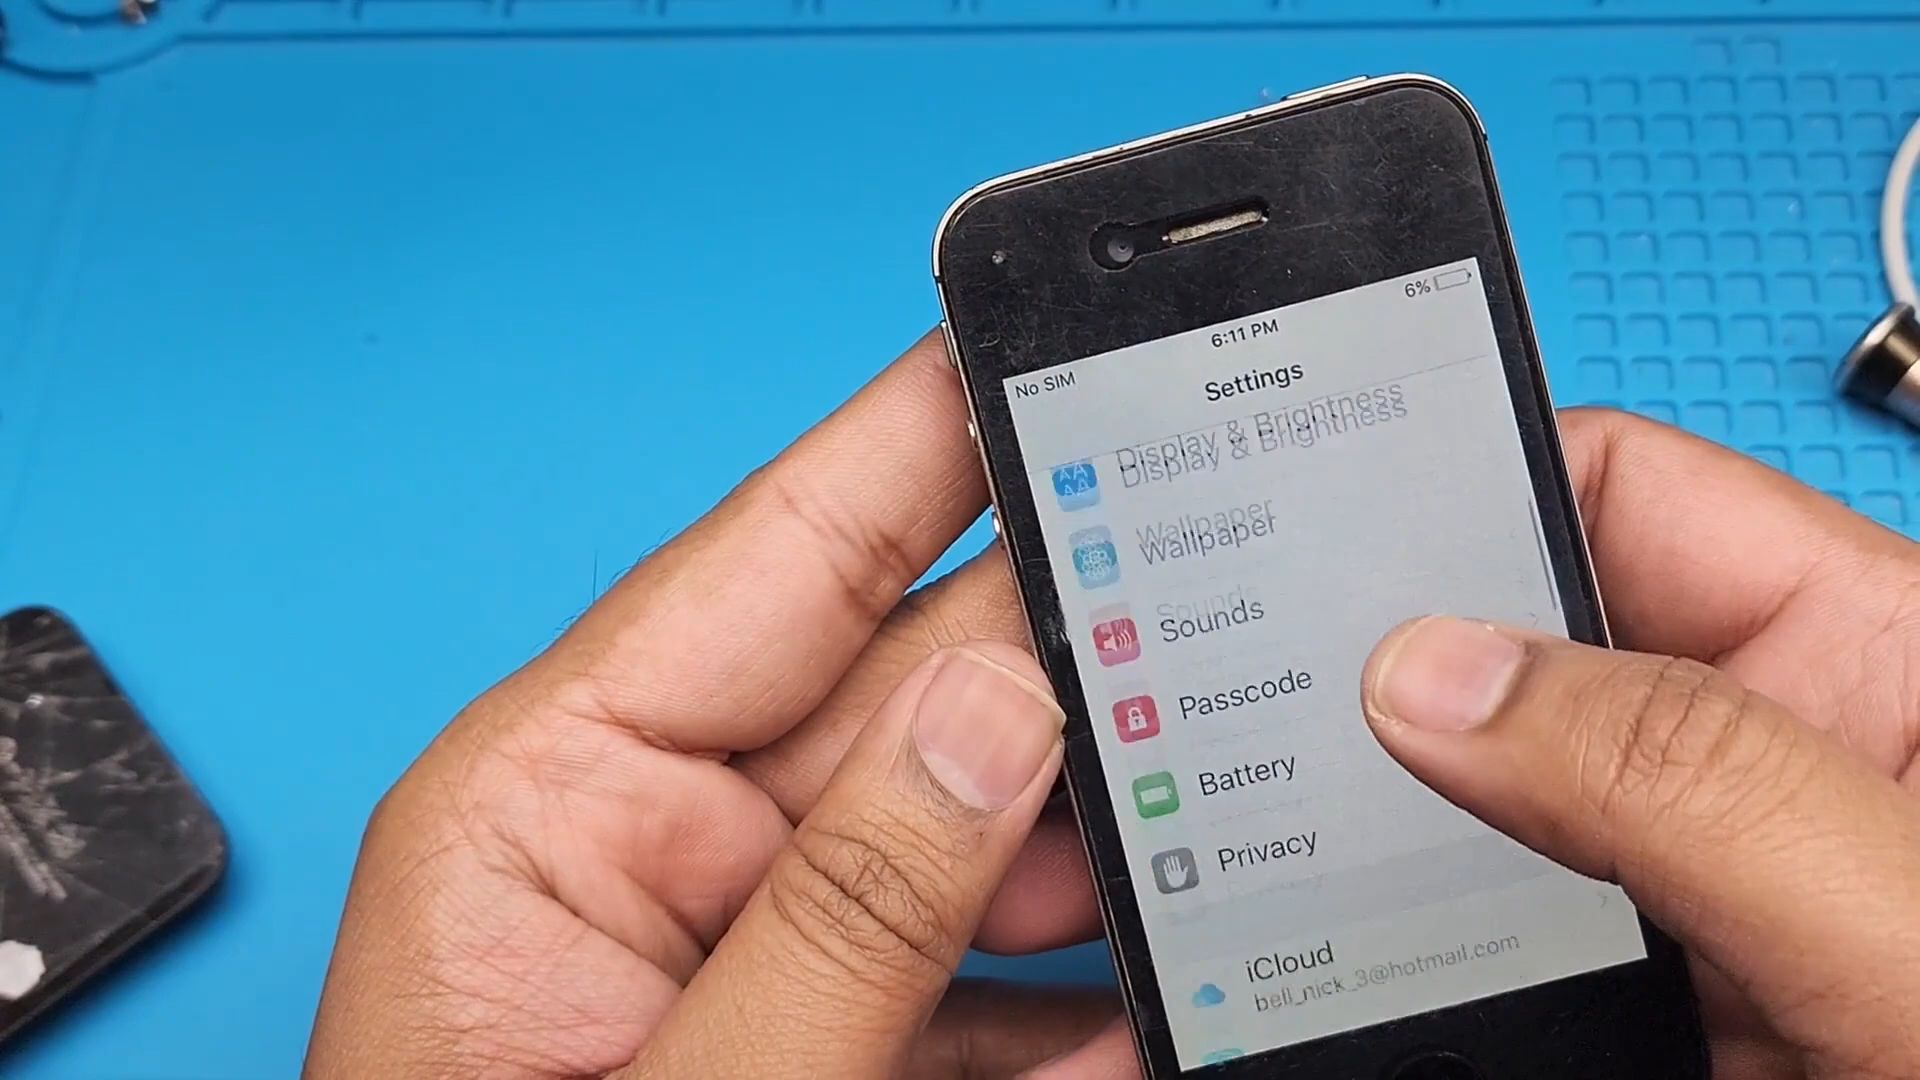 6%
6:11 PM
No SIM
Settings
Display & Brightness
Wallpaper
Sounds
Passcode
Battery
Privacy
iCloud
bell_nick_3@hotmail.com